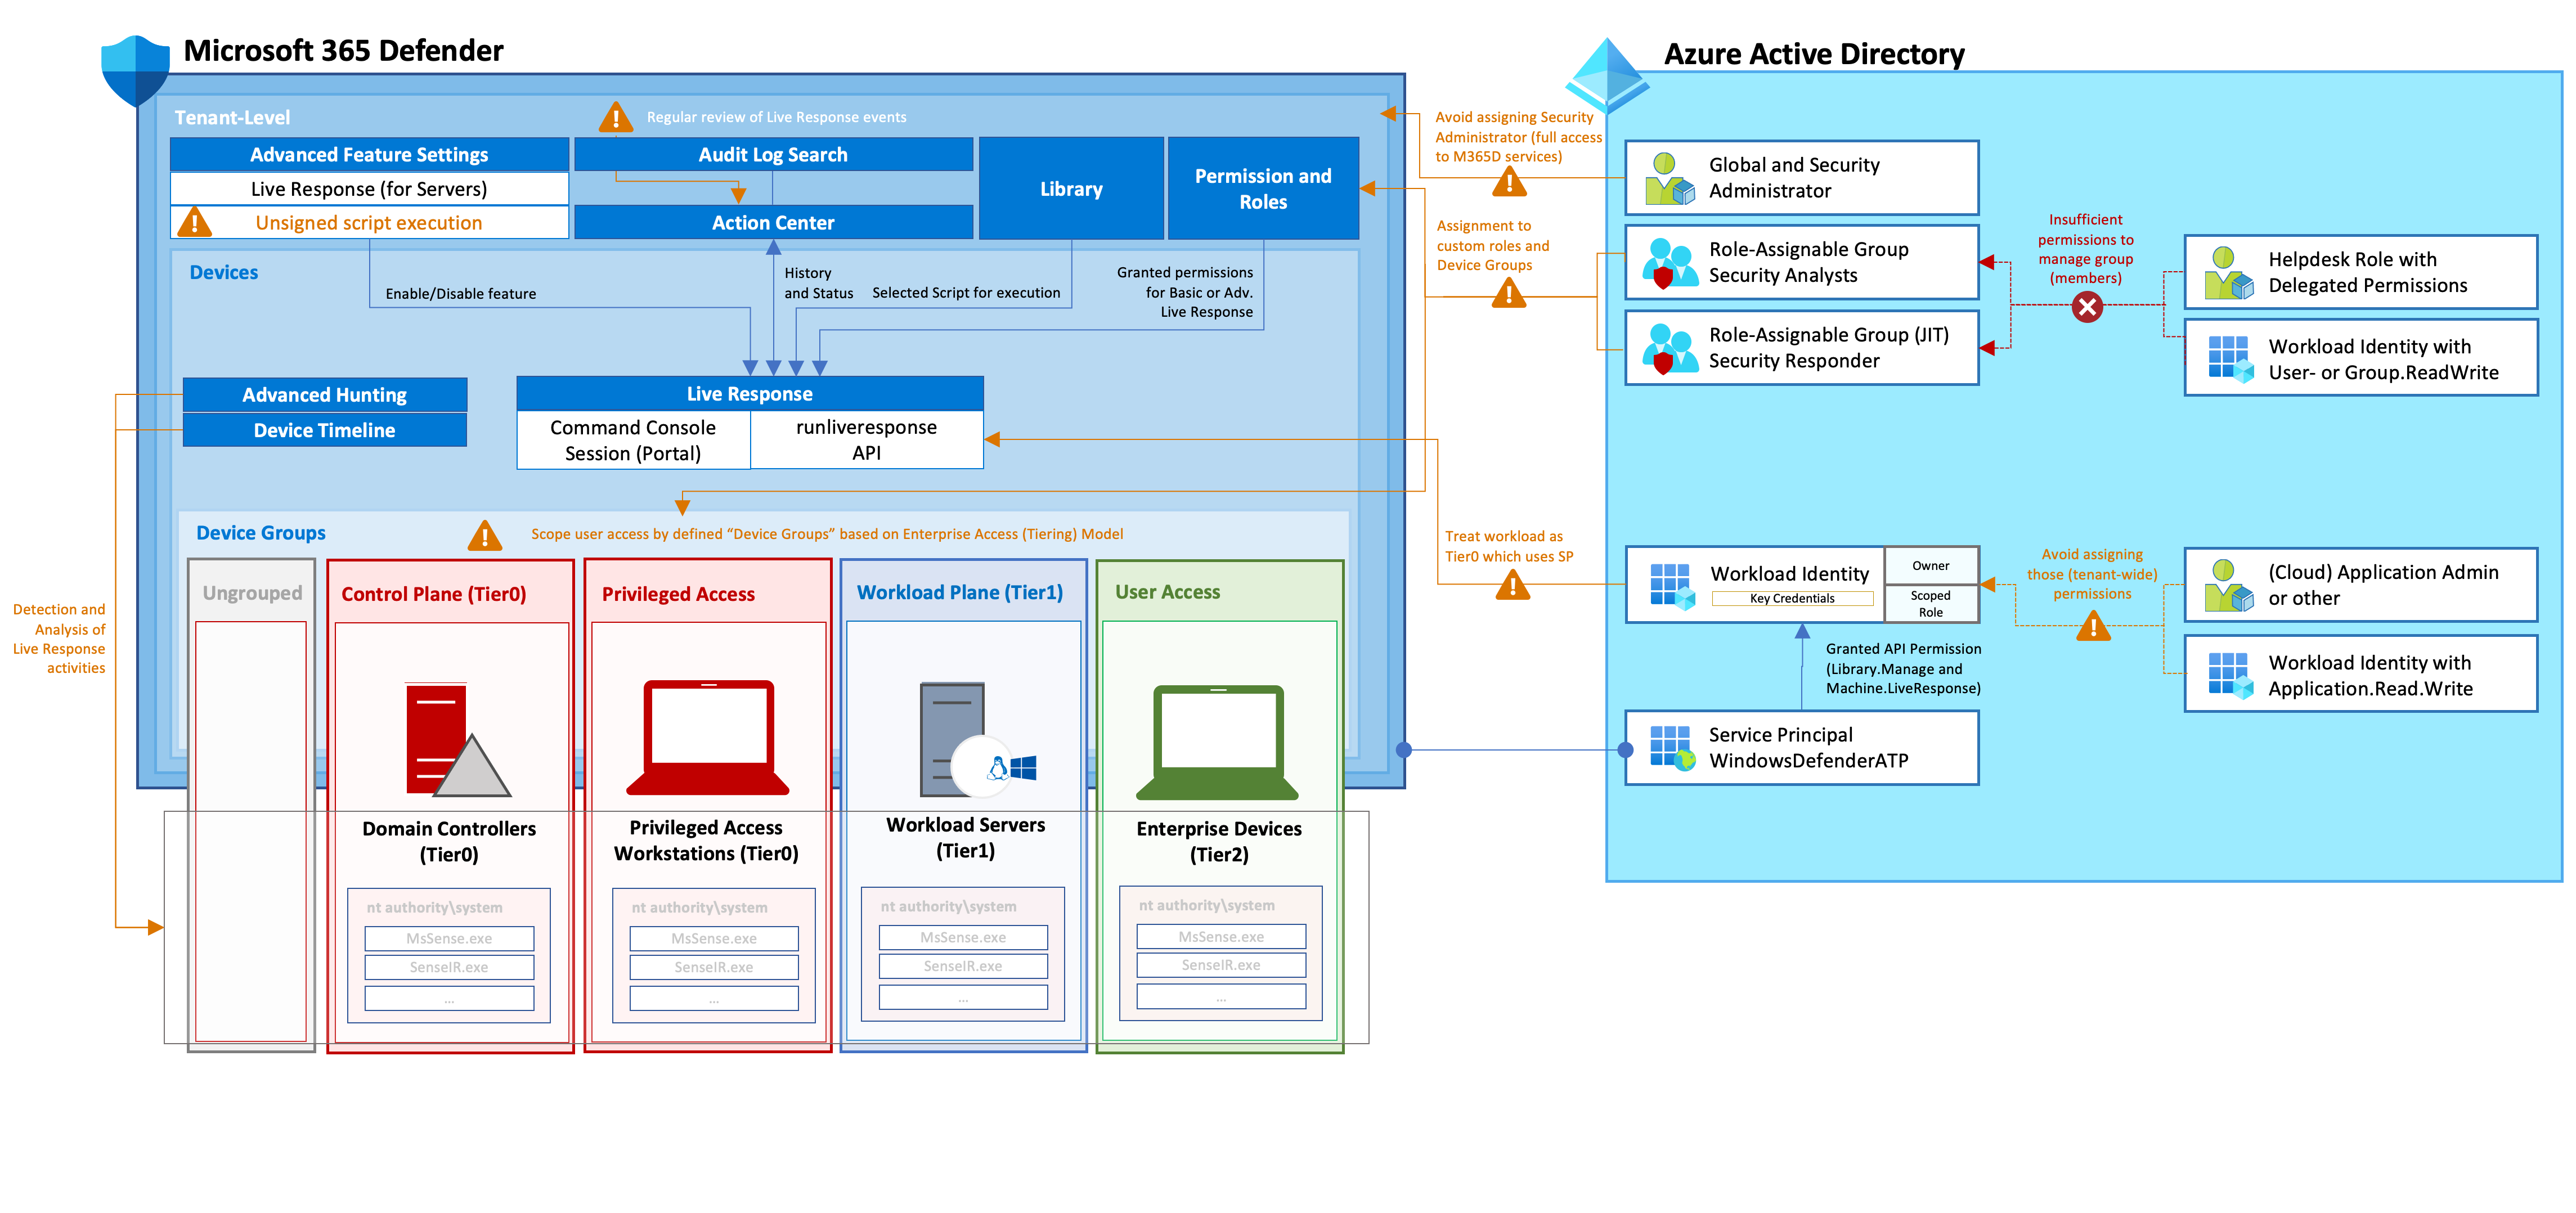 Microsoft 365 Defender
Azure Active Directory
Tenant-Level
Regular review of Live Response events
Advanced Feature Settings
Live Response (for Servers)
Unsigned script execution
Audit Log Search
Action Center
Library
Permission and
Roles
Devices
Enable/Disable feature
History
and Status
Selected Script for execution
Granted permissions
for Basic or Adv.
Live Response
Advanced Hunting
Device Timeline
Live Response
Command Console
Session (Portal)
runliveresponse
API
Device Groups
Scope user access by defined “Device Groups” based on Enterprise Access (Tiering) Model
Ungrouped
Control Plane (Tier0)
Privileged Access
Workload Plane (Tier1)
User Access
Detection and
Analysis of
Live Response
activities
Domain Controllers
(Tier0)
Privileged Access
Workstations (Tier0)
Workload Servers
(Tier1)
Enterprise Devices
(Tier2)
nt authority\system
MsSense.exe
SenseIR.exe
...
nt authority\system
MsSense.exe
SenseIR.exe
...
nt authority\system
MsSense.exe
SenseIR.exe
...
nt authority\system
MsSense.exe
SenseIR.exe
...
Avoid assigning Security
Administrator (full access
to M365D services)
Assignment to
custom roles and
Device Groups
Treat workload as
Tier0 which uses SP
Global and Security
Administrator
Role-Assignable Group
Security Analysts
Role-Assignable Group (JIT)
Security Responder
Insufficient
permissions to
manage group
(members)
Helpdesk Role with
Delegated Permissions
Workload Identity with
User- or Group.ReadWrite
Workload Identity
Key Credentials
Owner
Scoped
Role
Avoid assigning
those (tenant-wide)
permissions
(Cloud) Application Admin
or other
Workload Identity with
Application.Read.Write
Granted API Permission
(Library.Manage and
Machine.LiveResponse)
Service Principal
WindowsDefenderATP